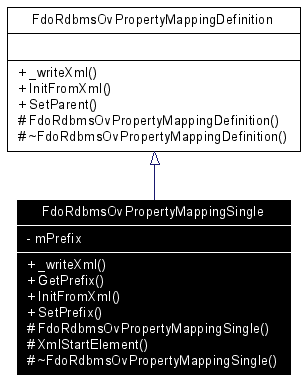 FdoRdbmsOvPropertyMappingDefinition
+ _writeXml()
+ InitFromXml()
+ SetParent()
# FdoRdbmsOvPropertyMappingDefinition()
# ~FdoRdbmsOvPropertyMappingDefinition()
FdoRdbmsOvPropertyMappingSingle
- mPrefix
+ _writeXml()
+ GetPrefix()
+ InitFromXml()
+ SetPrefix()
# FdoRdbmsOvPropertyMappingSingle()
# XmlStartElement()
# ~FdoRdbmsOvPropertyMappingSingle()